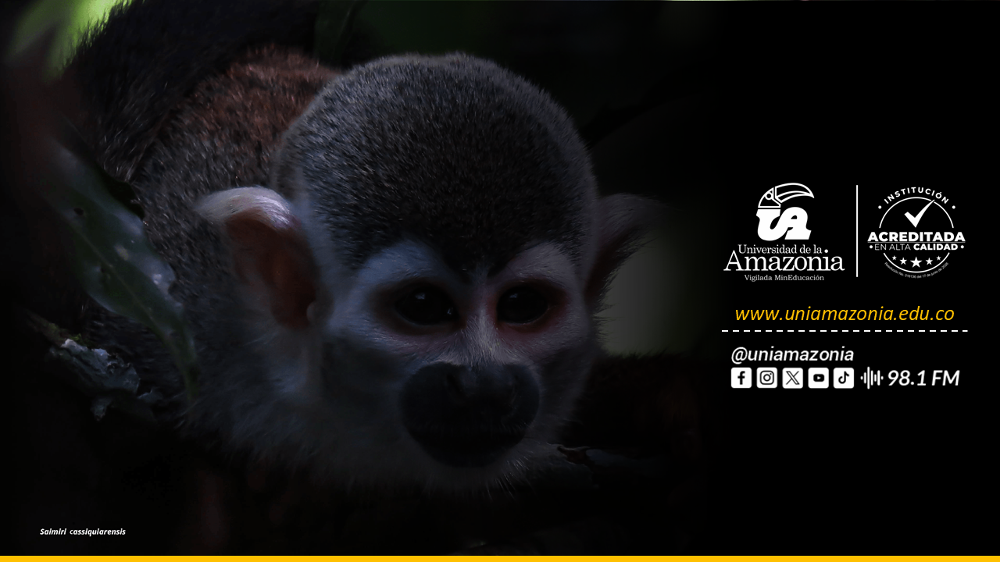 UA
Universidad de la
Amazonia
Vigilada MinEducación
INSTITUCIÓN
ACREDITADA
EN ALTA CALIDAD
www.uniamazonia.edu.co
@uniamazonia
98.1 FM
Saimiri cassiquiarensis